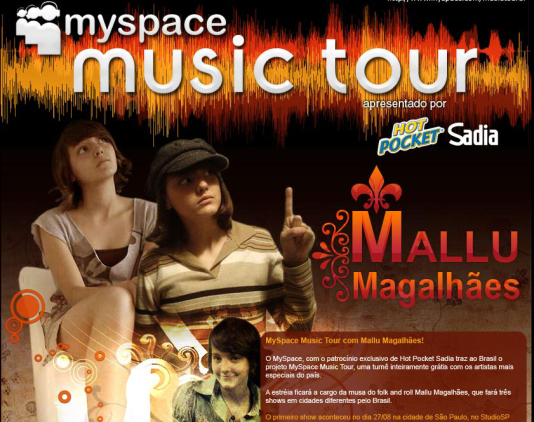 myspace
music tour
apresentado por
HOT POCKET Sadia
MALLU
Magalhães
MySpace Music Tour com Mallu Magalhães!
O MySpace, com o patrocínio exclusivo de Hot Pocket Sadia traz ao Brasil o
projeto MySpace Music Tour, uma turnê inteiramente grátis com os artistas mais
especiais do país.
A estréia ficará a cargo da musa do folk and roll Mallu Magalhães, que fará três
shows em cidades diferentes pelo Brasil.
O primeiro show acontece no dia 27/08 na cidade de São Paulo, no StudioSP